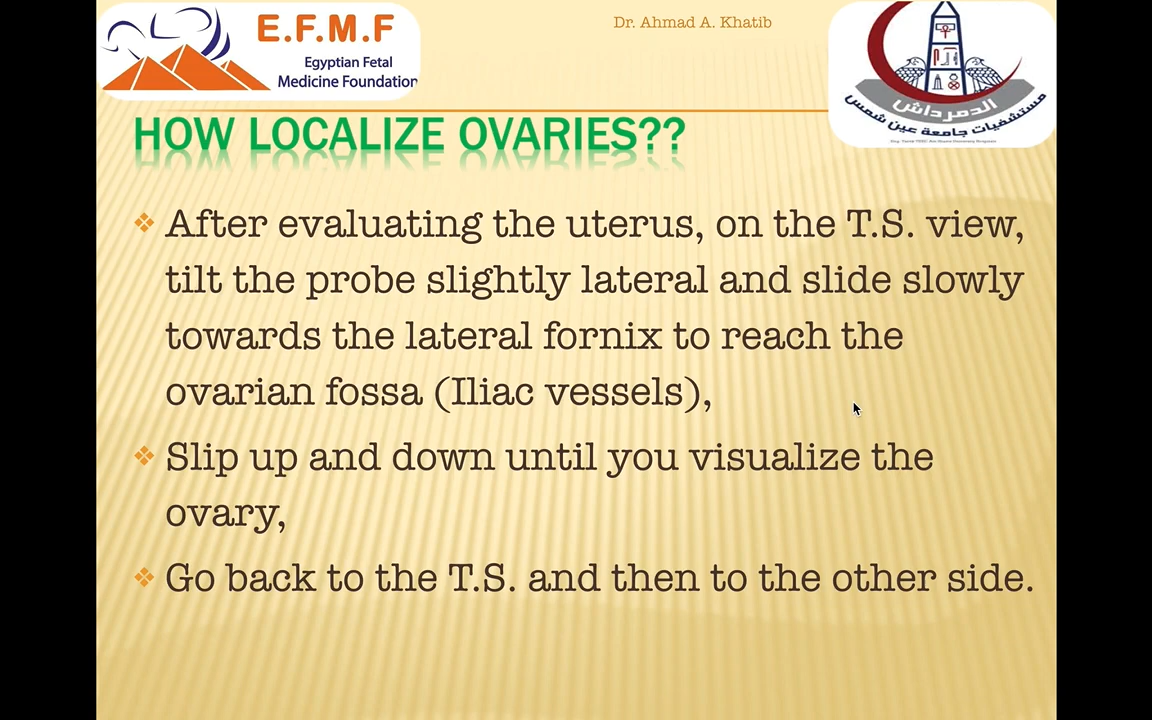 Dr. Ahmad A. Khatib
E.F.M.F
Egyptian Fetal
Medicine Foundation
الدمرداش
مستشفيات جامعة عين شمس
HOW LOCALIZE OVARIES??
After evaluating the uterus, on the T.S. view,
tilt the probe slightly lateral and slide slowly
towards the lateral fornix to reach the
ovarian fossa (Iliac vessels),
Slip up and down until you visualize the
ovary,
Go back to the T.S. and then to the other side.